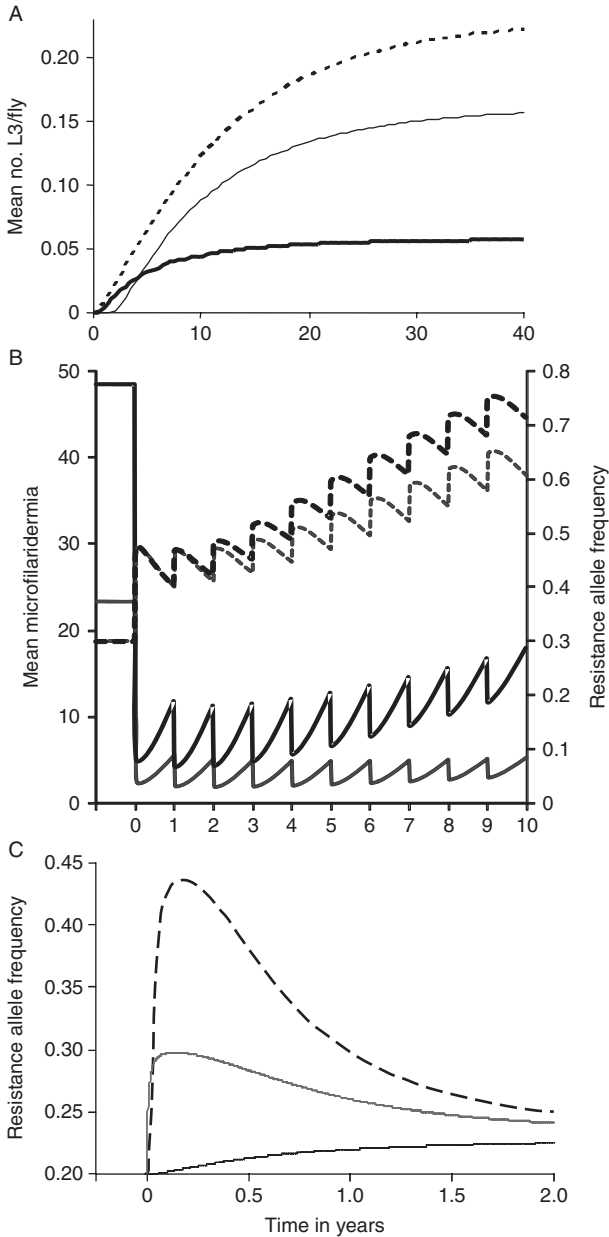 A
Mean no. L3/fly
0.20
0.15
0.10
0.05
0
0 10 20 30 40
B
Mean microfilaridermia
50
40
30
20
10
0
Resistance allele frequency
0.8
0.7
0.6
0.5
0.4
0.3
0.2
0.1
0
0 1 2 3 4 5 6 7 8 9 10
C
Resistance allele frequency
0.45
0.40
0.35
0.30
0.25
0.20
0 0.5 1.0 1.5 2.0
Time in years